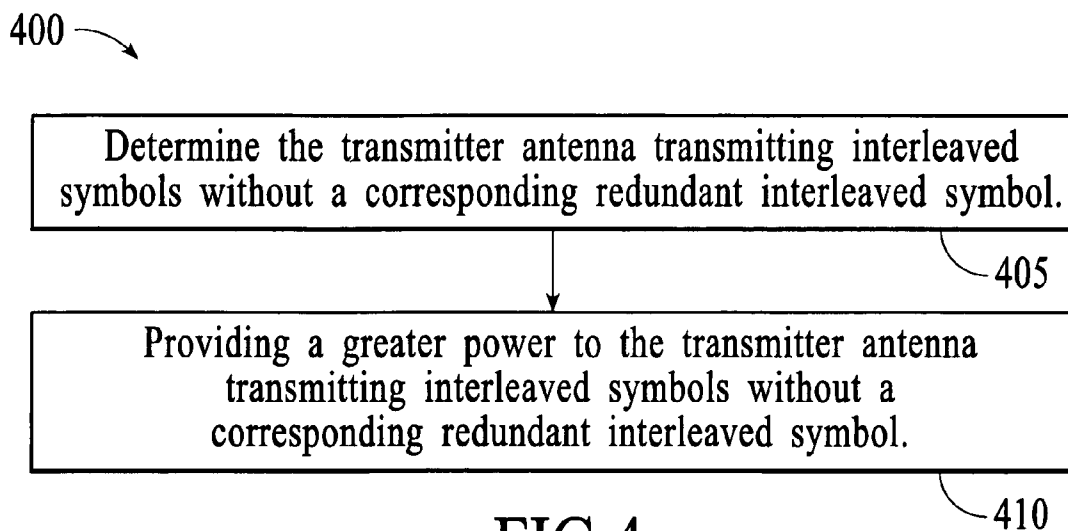 400
Determine the transmitter antenna transmitting interleaved
symbols without a corresponding redundant interleaved symbol.
405
Providing a greater power to the transmitter antenna
transmitting interleaved symbols without a
corresponding redundant interleaved symbol.
410
FIG 4